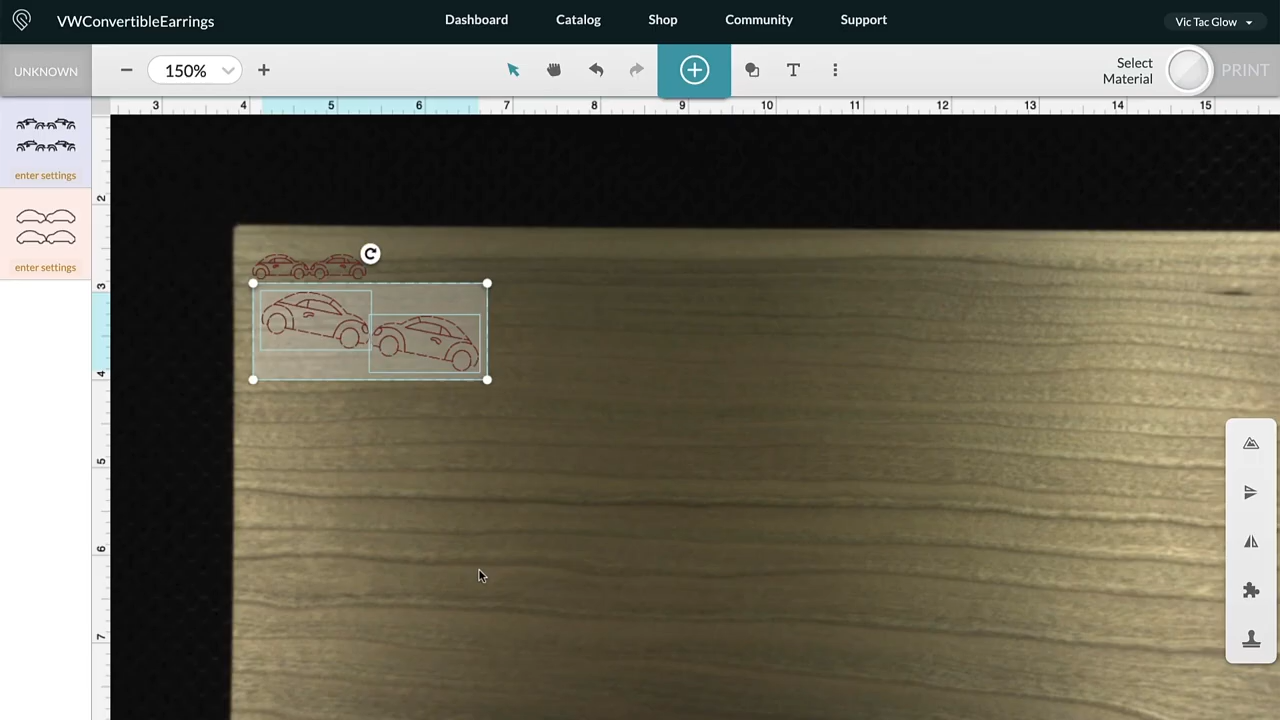 VWConvertibleEarrings
Dashboard
Catalog
Shop
Community
Support
Vic Tac Glow
UNKNOWN
150%
Select
Material
PRINT
3 4 5 6 7 8 9 10 11 12 13 14 15
enter settings
enter settings
2
3
4
5
6
7